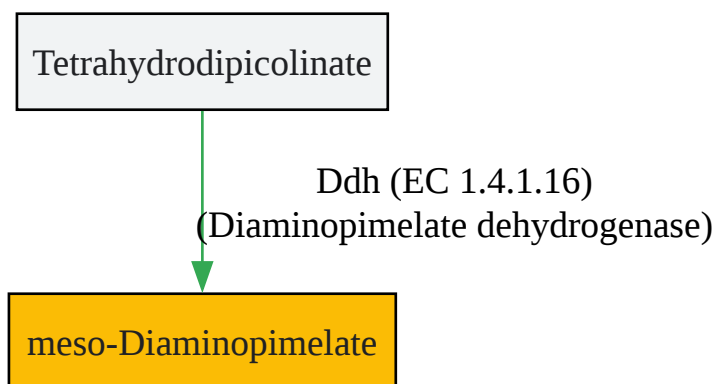 Tetrahydrodipicolinate
Ddh (EC 1.4.1.16)
(Diaminopimelate dehydrogenase)
meso-Diaminopimelate